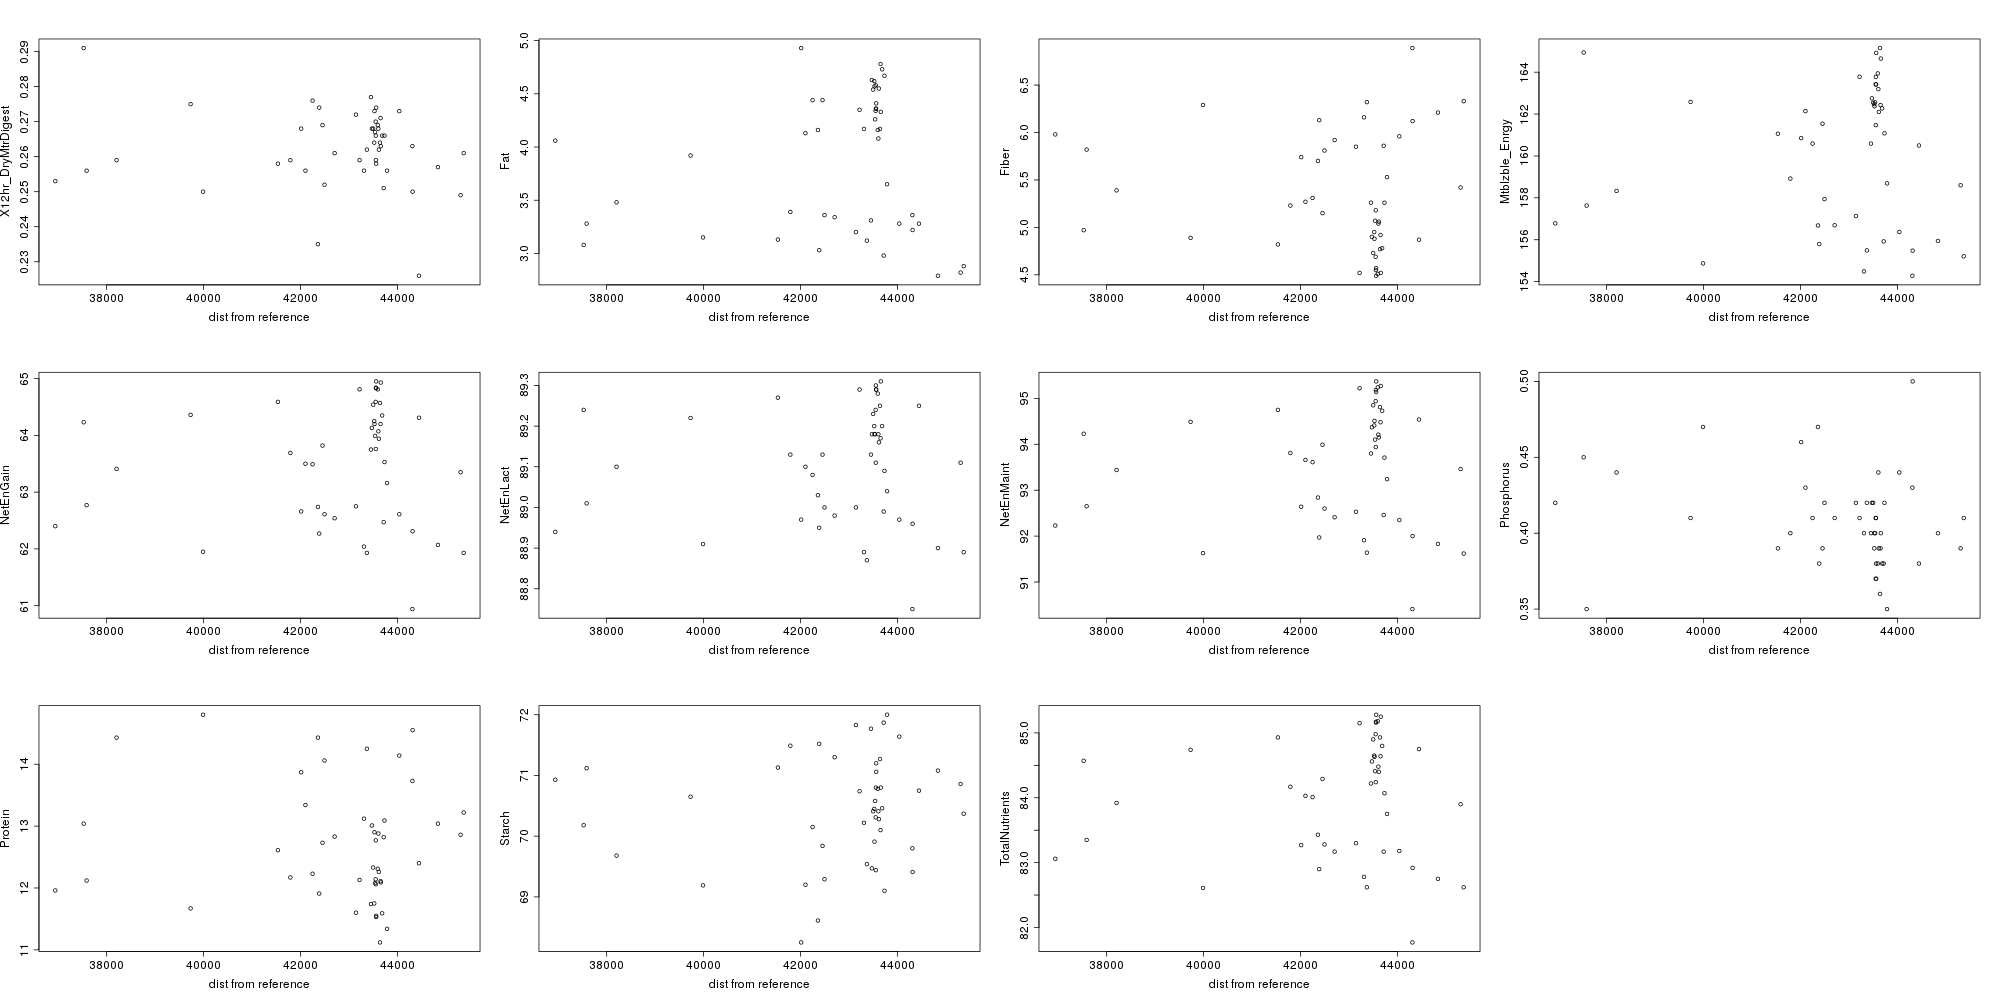 X12hr_DryMtrDigest
0.23 0.24 0.25 0.26 0.27 0.28 0.29
38000 40000 42000 44000
dist from reference
Fat
3.0 3.5 4.0 4.5 5.0
38000 40000 42000 44000
dist from reference
Fiber
4.5 5.0 5.5 6.0 6.5
38000 40000 42000 44000
dist from reference
Mtblzble_Enrgy
154 156 158 160 162 164
38000 40000 42000 44000
dist from reference
NetEnGain
61 62 63 64 65
38000 40000 42000 44000
dist from reference
NetEnLact
88.8 88.9 89.0 89.1 89.2 89.3
38000 40000 42000 44000
dist from reference
NetEnMaint
91 92 93 94 95
38000 40000 42000 44000
dist from reference
Phosphorus
0.35 0.40 0.45 0.50
38000 40000 42000 44000
dist from reference
Protein
11 12 13 14
38000 40000 42000 44000
dist from reference
Starch
69 70 71 72
38000 40000 42000 44000
dist from reference
TotalNutrients
82.0 83.0 84.0 85.0
38000 40000 42000 44000
dist from reference